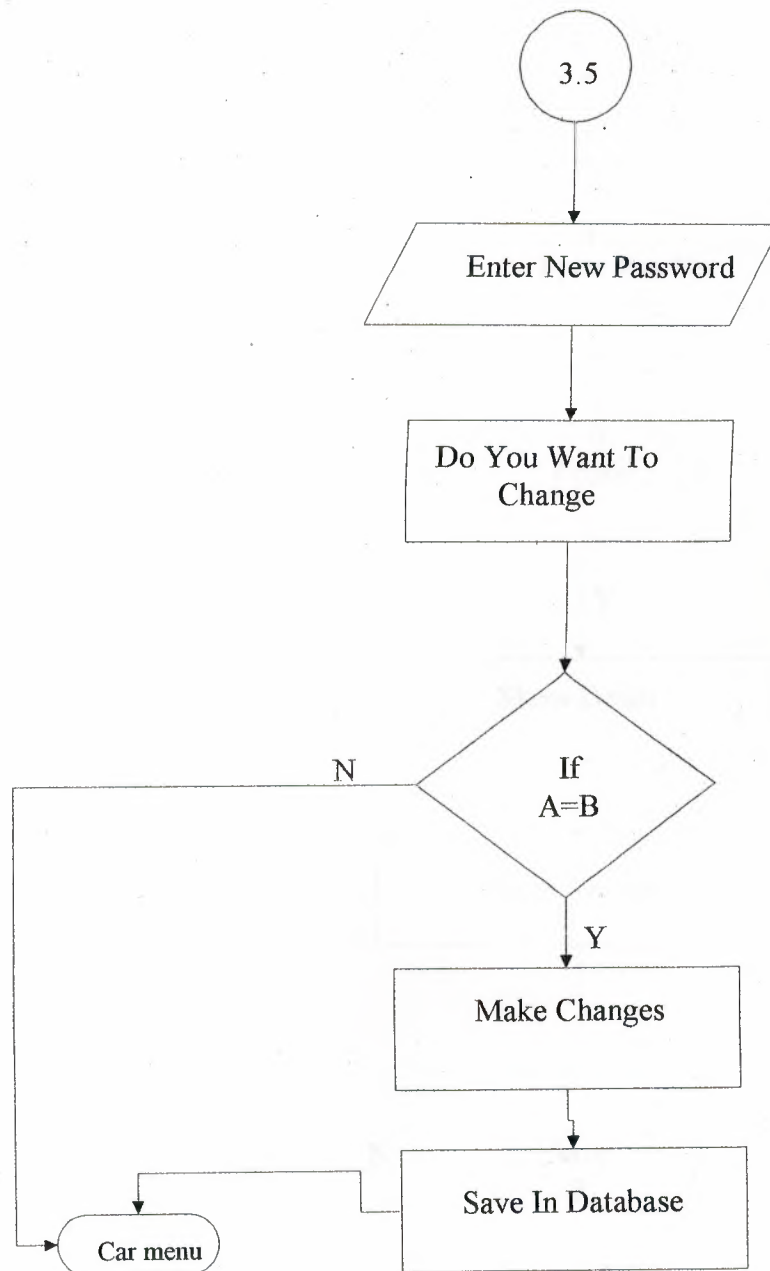 3.5
Enter New Password
Do You Want To
Change
If
A=B
N
Y
Make Changes
Save In Database
Car menu